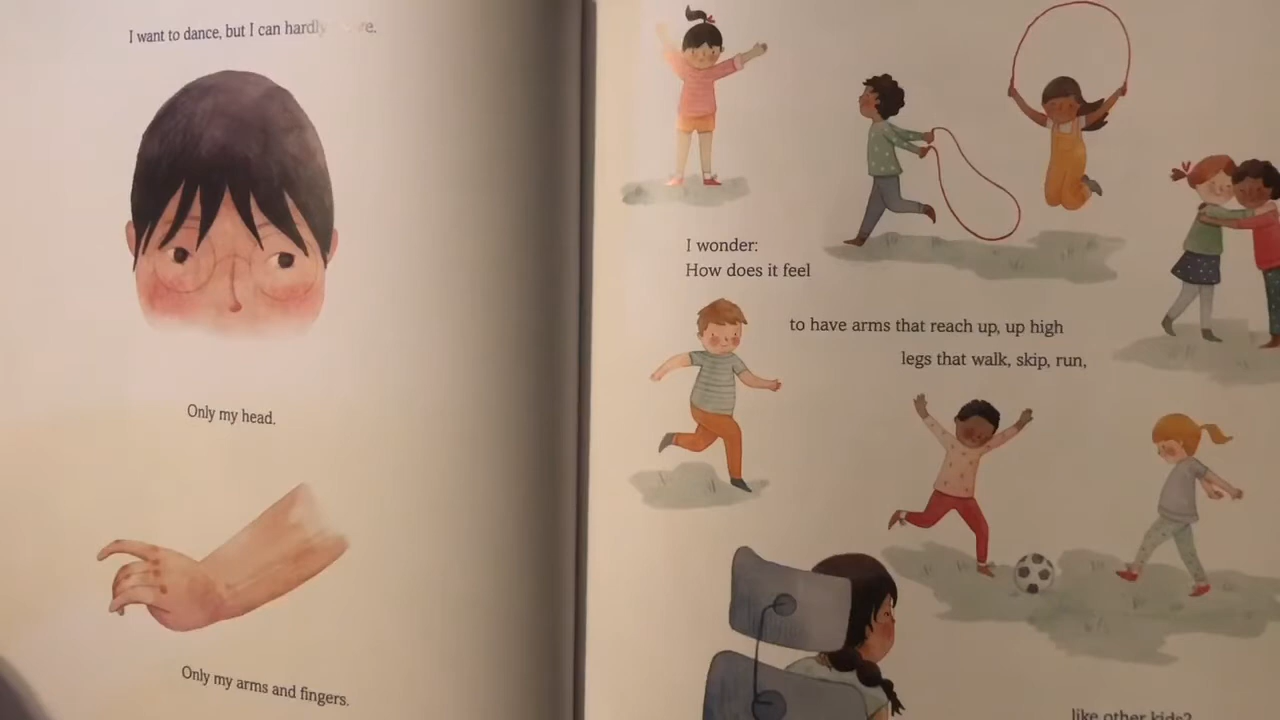 I want to dance, but I can hardly
Only my head.
Only my arms and fingers.
I wonder:
How does it feel
to have arms that reach up, up high
legs that walk, skip, run,
like other kids?